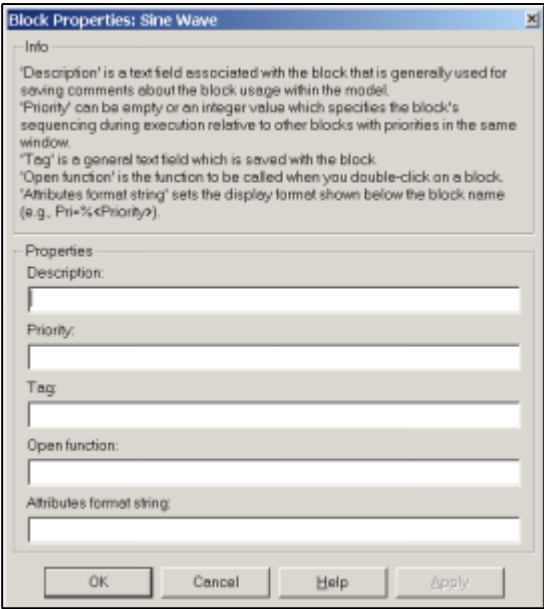 Block Properties: Sine Wave
Info
'Description' is a text field associated with the block that is generally used for
saving comments about the block usage within the model.
'Priority' can be empty or an integer value which specifies the block's
sequencing during execution relative to other blocks with priorities in the same
window.
'Tag' is a general text field which is saved with the block
'Open function' is the function to be called when you double-click on a block.
'Attributes format string' sets the display format shown below the block name
(e.g., Pri=%<Priority>).
Properties
Description:
Priority:
Tag:
Open function:
Attributes format string:
OK Cancel Help Apply